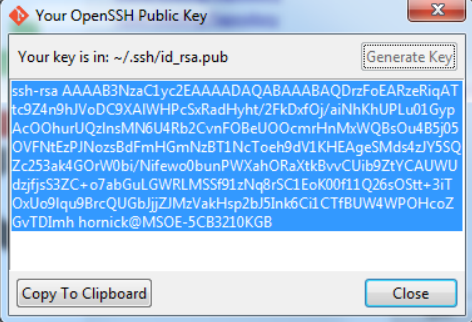 Your OpenSSH Public Key
Your key is in: ~/.ssh/id_rsa.pub
Generate Key
ssh-rsa AAAAB3NzaC1yc2EAAAADAQABAAABAQDrzFoEARzeRiqAT
tc9Z4n9hJVoDC9XAIWHPcSxRadHyht/2FkDxfOj/aiNhKhUPLu01Gyp
AcOOhurUQzInsMN6U4Rb2CvnFOBeUOOcmrHnMxWQBsOu4B5j05
OVFNtEzPJNozsBdFmHGmNzBT1NcToeh9dV1KHEAgeSMds4zJY5SQ
Zc253ak4GOrW0bi/Nifewo0bunPWXahORaXtkBvvCUib9ZtYCAUWU
dzjfjsS3ZC+o7abGuLGWRLMSSf91zNq8rSC1EoK00f11Q26sOStt+3iT
OxUo9Iqu9BrcQUGbJjjZJMzVakHsp2bJ5Ink6Ci1CTfBUW4WPOHcoZ
GvTDImh hornick@MSOE-5CB3210KGB
Copy To Clipboard
Close